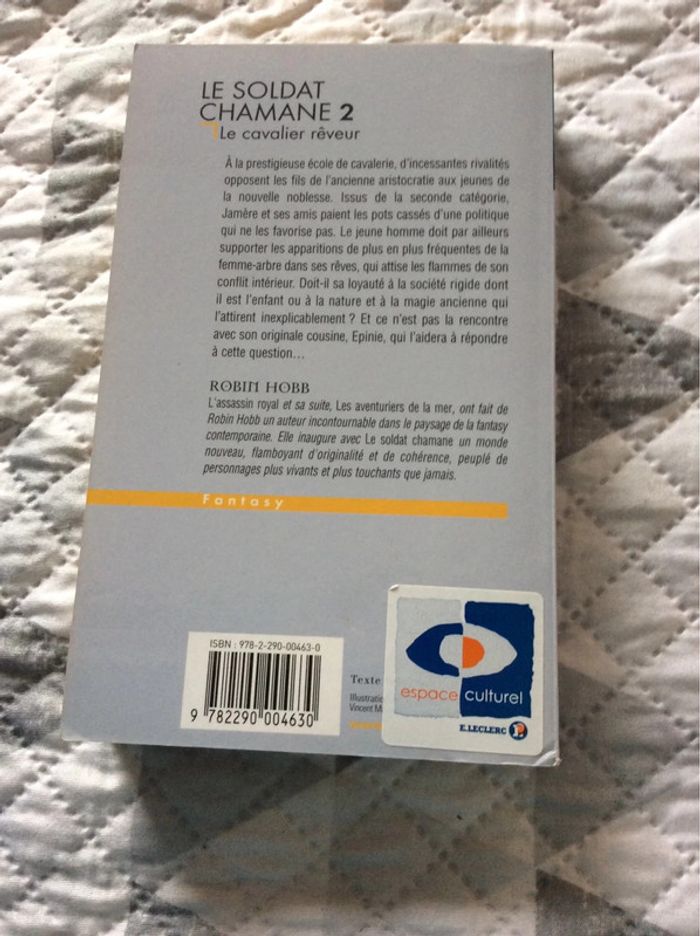 LE SOLDAT
CHAMANE 2
Le cavalier rêveur
À la prestigieuse école de cavalerie, d'incessantes rivalités
opposent les fils de l'ancienne aristocratie aux jeunes de
la nouvelle noblesse. Issus de la seconde catégorie,
Jamère et ses amis paient les pots cassés d'une politique
qui ne les favorise pas. Le jeune homme doit par ailleurs
supporter les apparitions de plus en plus fréquentes de la
femme-arbre dans ses rêves, qui attise les flammes de son
conflit intérieur. Doit-il sa loyauté à la société rigide dont
il est l'enfant ou à la nature et à la magie ancienne qui
l'attirent inexplicablement ? Et ce n'est pas la rencontre
avec son originale cousine, Epinie, qui l'aidera à répondre
à cette question...
ROBIN HOBB
L'assassin royal et sa suite, Les aventuriers de la mer, ont fait de
Robin Hobb un auteur incontournable dans le paysage de la fantasy
contemporaine. Elle inaugure avec Le soldat chamane un monde
nouveau, flamboyant d'originalité et de cohérence, peuplé de
personnages plus vivants et plus touchants que jamais.
Fantasy
ISBN : 978-2-290-00463-0
9 782290 004630
Texte
Illustratio
Vincent M
espace culturel
E.LECLERC